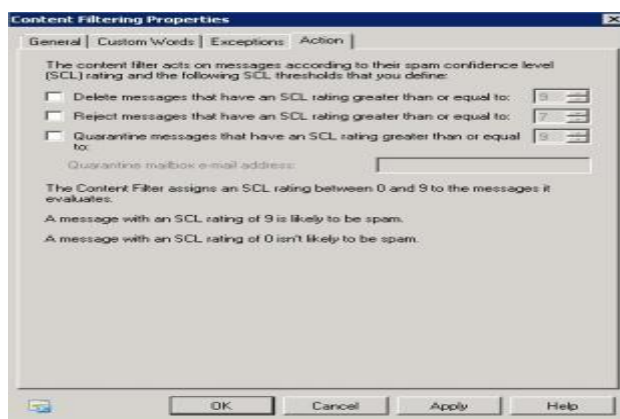 Content Filtering Properties
General
Custom Words
Exceptions
Action
The content filter acts on messages according to their spam confidence level
(SCL) rating and the following SCL thresholds that you define:
Delete messages that have an SCL rating greater than or equal to: 9
Reject messages that have an SCL rating greater than or equal to: 7
Quarantine messages that have an SCL rating greater than or equal
to: 9
Quarantine mailbox e-mail address:
The Content Filter assigns an SCL rating between 0 and 9 to the messages it
evaluates.
A message with an SCL rating of 9 is likely to be spam.
A message with an SCL rating of 0 isn't likely to be spam.
OK
Cancel
Apply
Help